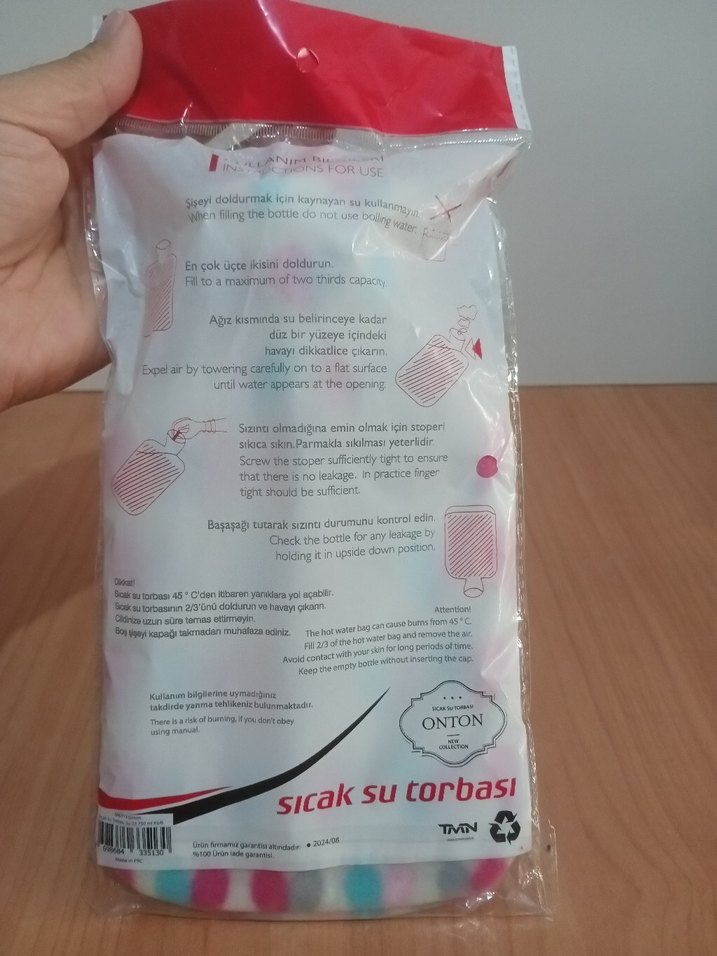 KULLANIM BİLGİLERİ
INSTRUCTIONS FOR USE
Şişeyi doldurmak için kaynayan su kullanmayın.
When filling the bottle do not use boiling water.
En çok üçte ikisini doldurun.
Fill to a maximum of two thirds capacity.
Ağız kısmında su belirinceye kadar
düz bir yüzeye içindeki
havayı dikkatlice çıkarın.
Expel air by towering carefully on to a flat surface
until water appears at the opening.
Sızıntı olmadığına emin olmak için stoperi
sıkıca sıkın.Parmakla sıkılması yeterlidir.
Screw the stoper sufficiently tight to ensure
that there is no leakage. In practice finger
tight should be sufficient.
Başaşağı tutarak sızıntı durumunu kontrol edin.
Check the bottle for any leakage by
holding it in upside down position.
Dikkat!
Sıcak su torbası 45 ° C'den itibaren yanıklara yol açabilir.
Sıcak su torbasının 2/3'ünü doldurun ve havayı çıkarın.
Cildinize uzun süre temas ettirmeyin.
Boş şişeyi kapağı takmadan muhafaza ediniz.
Attention!
The hot water bag can cause burns from 45 ° C.
Fill 2/3 of the hot water bag and remove the air.
Avoid contact with your skin for long periods of time.
Keep the empty bottle without inserting the cap.
Kullanım bilgilerine uymadığınız
takdirde yanma tehlikeniz bulunmaktadır.
There is a risk of burning, if you don't obey
using manual.
SICAK SU TORBASI
ONTON
NEW
COLLECTION
sıcak su torbası
TMN
335130
Made in PRC
Ürün firmamız garantisi altındadır. • 2024/08
%100 Ürün iade garantisi.